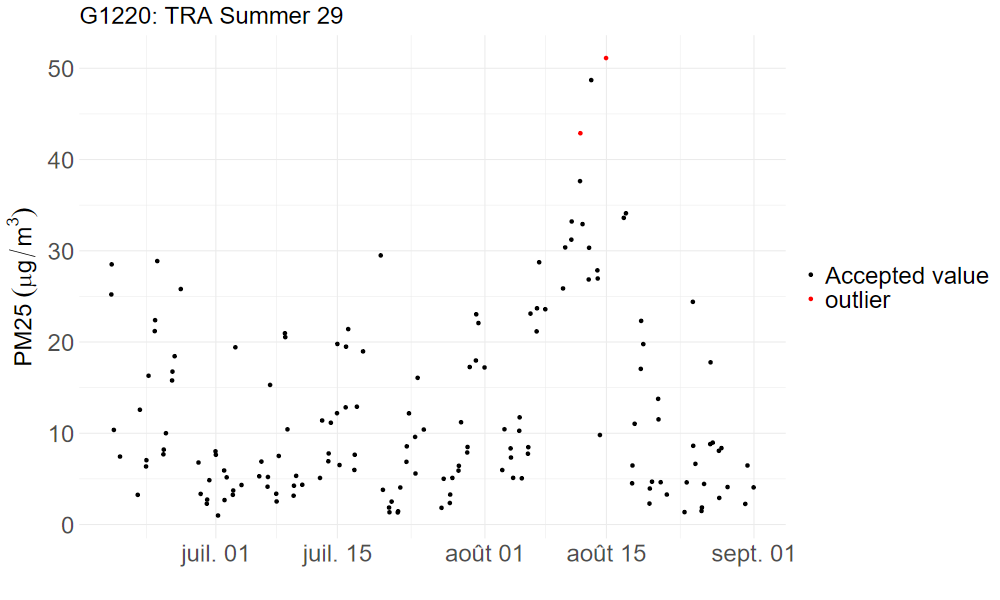 G1220: TRA Summer 29
PM25 (μg/m³)
50
40
30
20
10
0
juil. 01 juil. 15 août 01 août 15 sept. 01
Accepted value
outlier